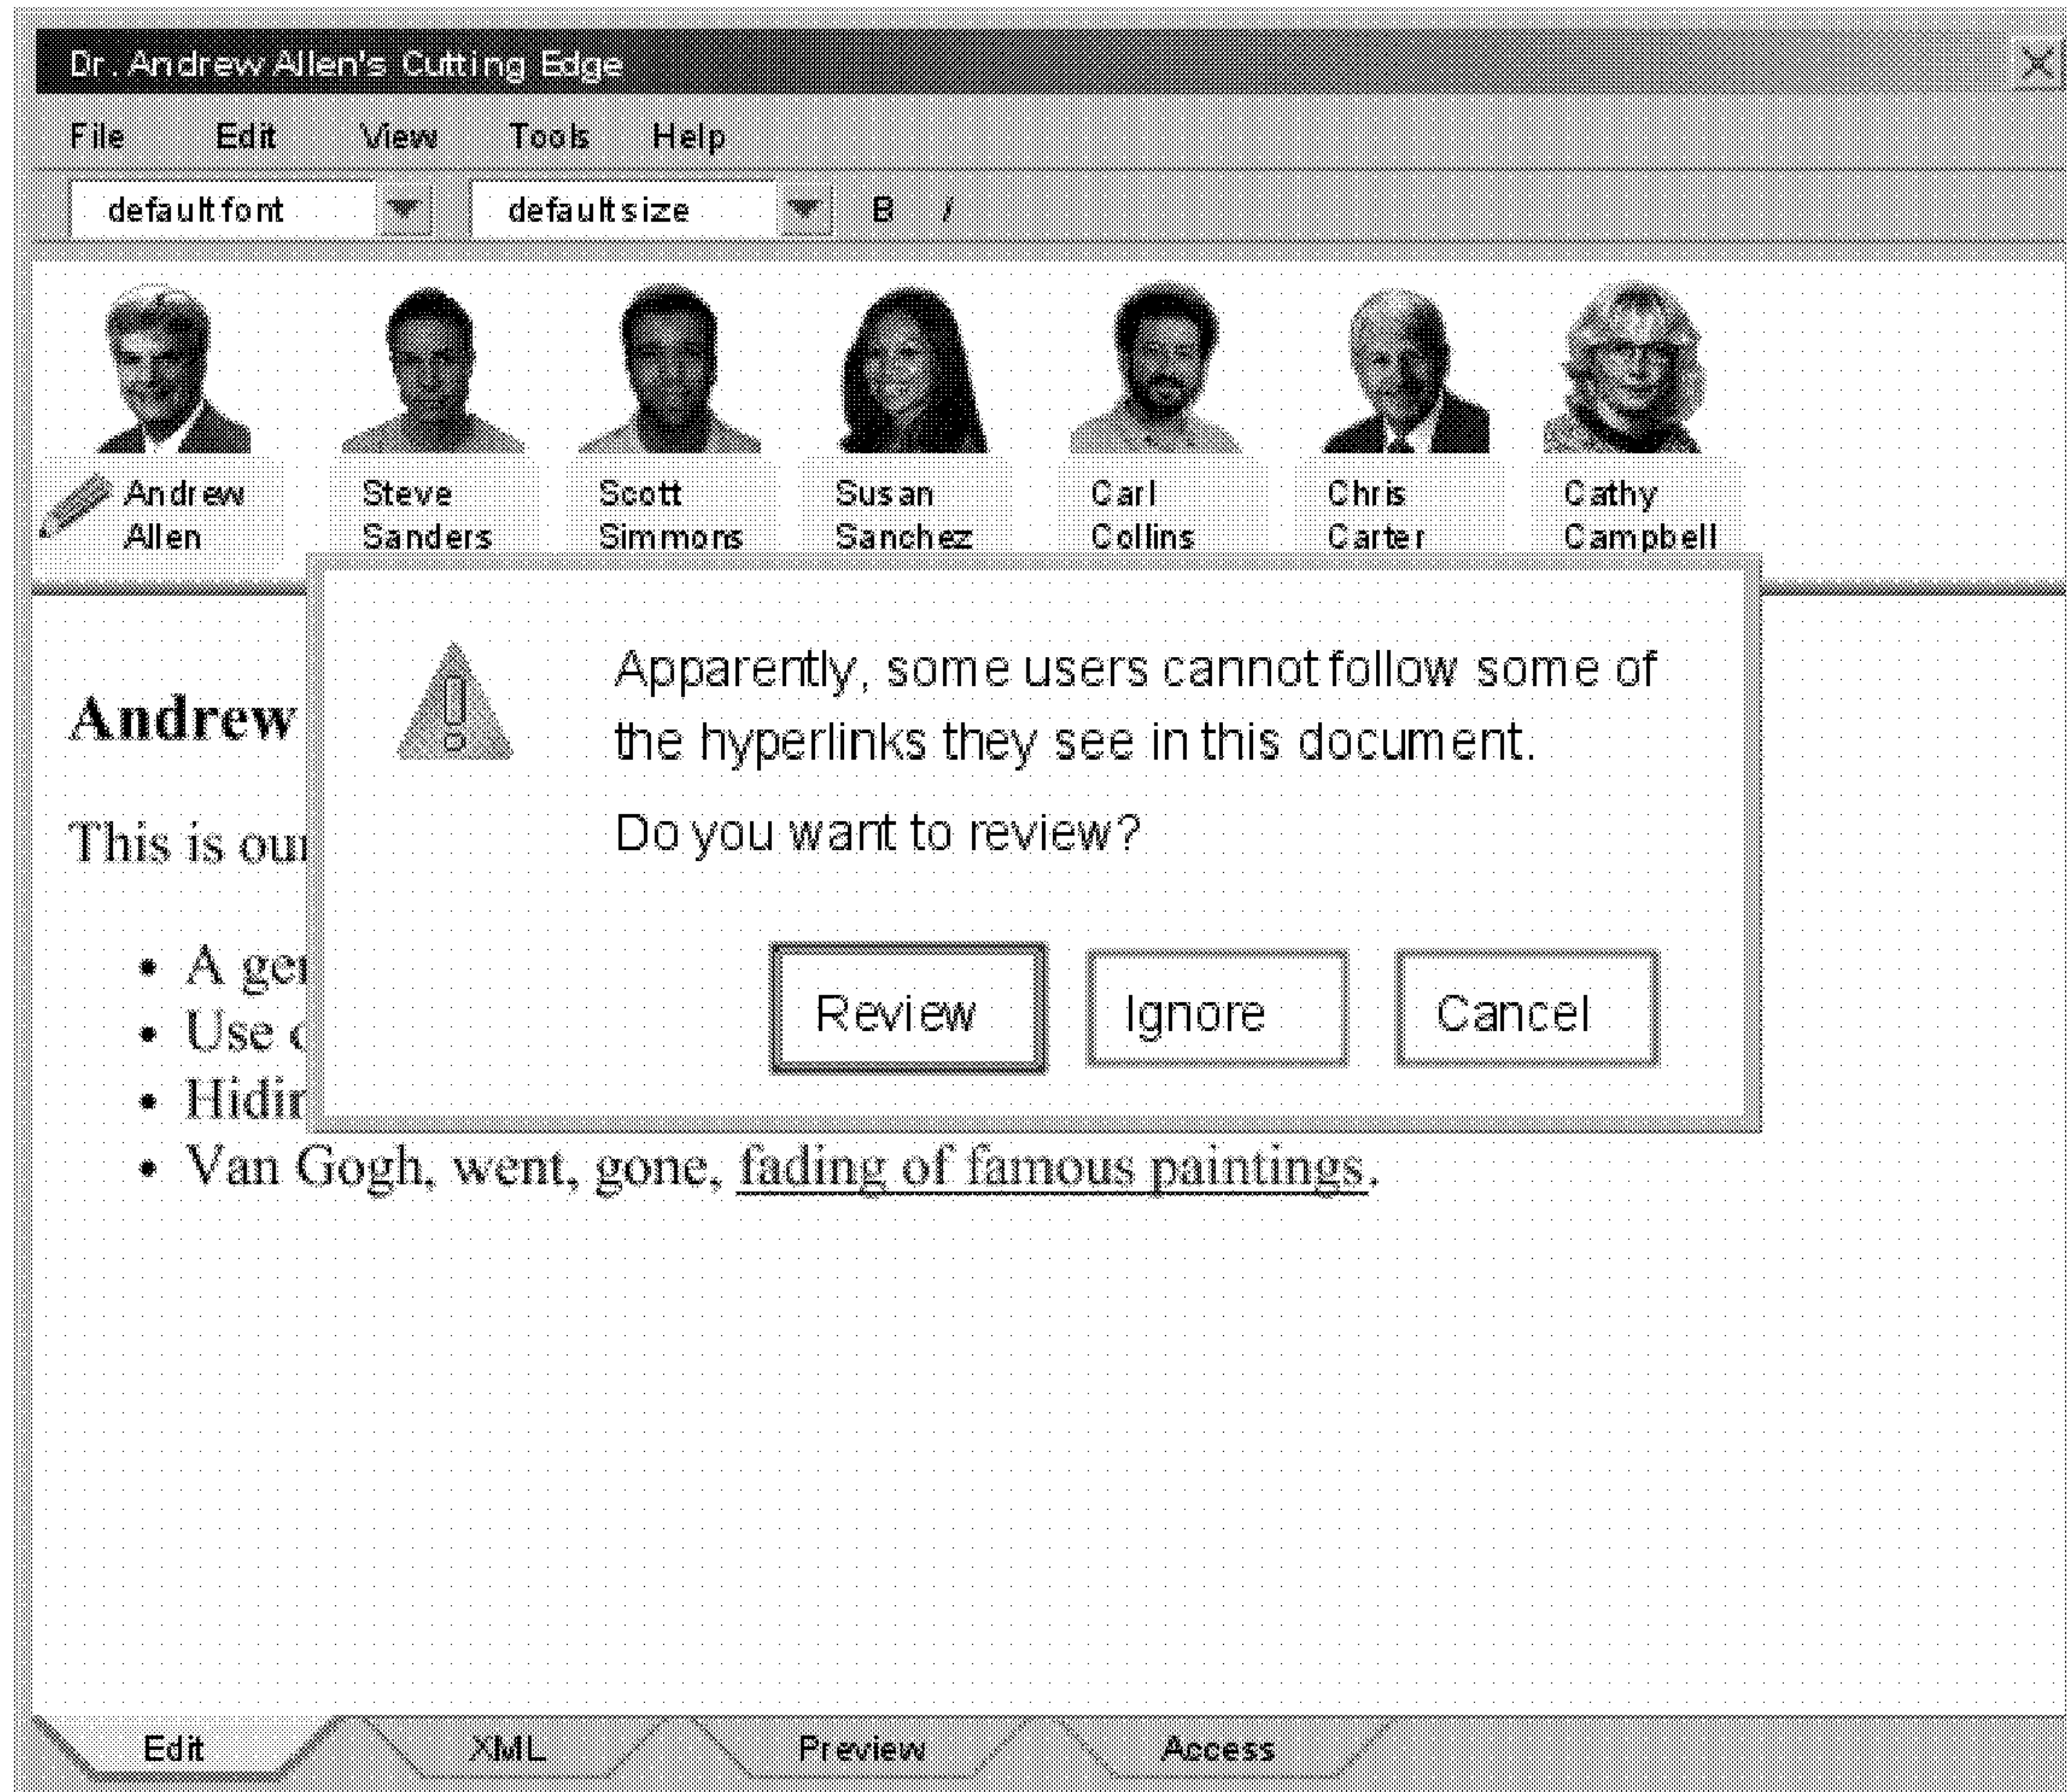 Dr. Andrew Allen's Cutting Edge
File Edit View Tools Help
default font default size B I
Andrew Allen
Steve Sanders
Scott Simmons
Susan Sanchez
Carl Collins
Chris Carter
Cathy Campbell
Apparently, some users cannot follow some of
the hyperlinks they see in this document.
Do you want to review?
Review Ignore Cancel
Andrew
This is our
A
Use
Van Gogh, went, gone, fading of famous paintings.
Edit XML Preview Access